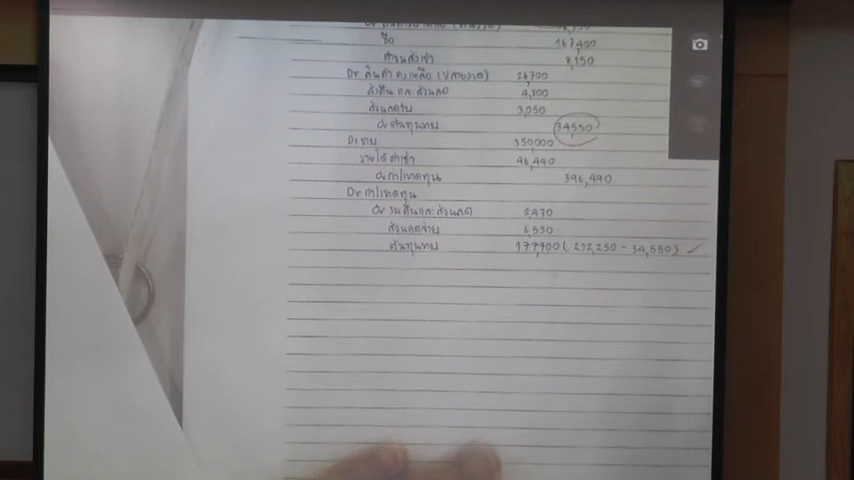 ซื้อ 167,400
ค่าขนส่งเข้า 8,150
Dr สินค้าคงเหลือ (ปลายงวด) 26700
ส่งคืนและส่วนลด 4,800
ส่วนลดรับ 3,050
Cr ต้นทุนขาย 34550
Dr ขาย 350000
รายได้ค่าเช่า 46,490
Cr กำไรขาดทุน 396,490
Dr กำไรขาดทุน
Cr รับคืนและส่วนลด 2,470
ส่วนลดจ่าย 6,530
ต้นทุนขาย 177,700 (212,250 - 34,550)